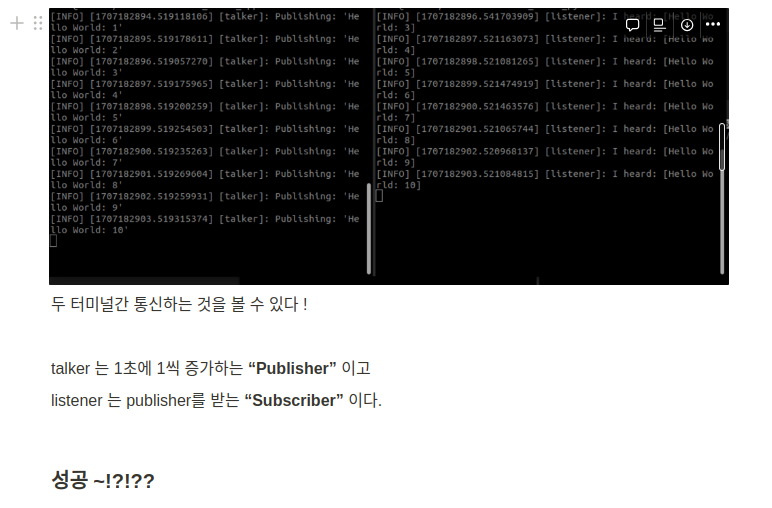 [INFO] [1707182894.519118106] [talker]: Publishing: 'He
llo World: 1'
[INFO] [1707182895.519178611] [talker]: Publishing: 'He
llo World: 2'
[INFO] [1707182896.519057270] [talker]: Publishing: 'He
llo World: 3'
[INFO] [1707182897.519175965] [talker]: Publishing: 'He
llo World: 4'
[INFO] [1707182898.519200259] [talker]: Publishing: 'He
llo World: 5'
[INFO] [1707182899.519254503] [talker]: Publishing: 'He
llo World: 6'
[INFO] [1707182900.519235263] [talker]: Publishing: 'He
llo World: 7'
[INFO] [1707182901.519269604] [talker]: Publishing: 'He
llo World: 8'
[INFO] [1707182902.519259931] [talker]: Publishing: 'He
llo World: 9'
[INFO] [1707182903.519315374] [talker]: Publishing: 'He
llo World: 10'
[INFO] [1707182896.541703909] [listener]: I heard: [Hello Wo
rld: 3]
[INFO] [1707182897.521163073] [listener]: I heard: [Hello Wo
rld: 4]
[INFO] [1707182898.521081265] [listener]: I heard: [Hello Wo
rld: 5]
[INFO] [1707182899.521474919] [listener]: I heard: [Hello Wo
rld: 6]
[INFO] [1707182900.521463576] [listener]: I heard: [Hello Wo
rld: 7]
[INFO] [1707182901.521065744] [listener]: I heard: [Hello Wo
rld: 8]
[INFO] [1707182902.520968137] [listener]: I heard: [Hello Wo
rld: 9]
[INFO] [1707182903.521084815] [listener]: I heard: [Hello Wo
rld: 10]
두 터미널간 통신하는 것을 볼 수 있다 !
talker 는 1초에 1씩 증가하는 “Publisher” 이고
listener 는 publisher를 받는 “Subscriber” 이다.
성공 ~!?!??